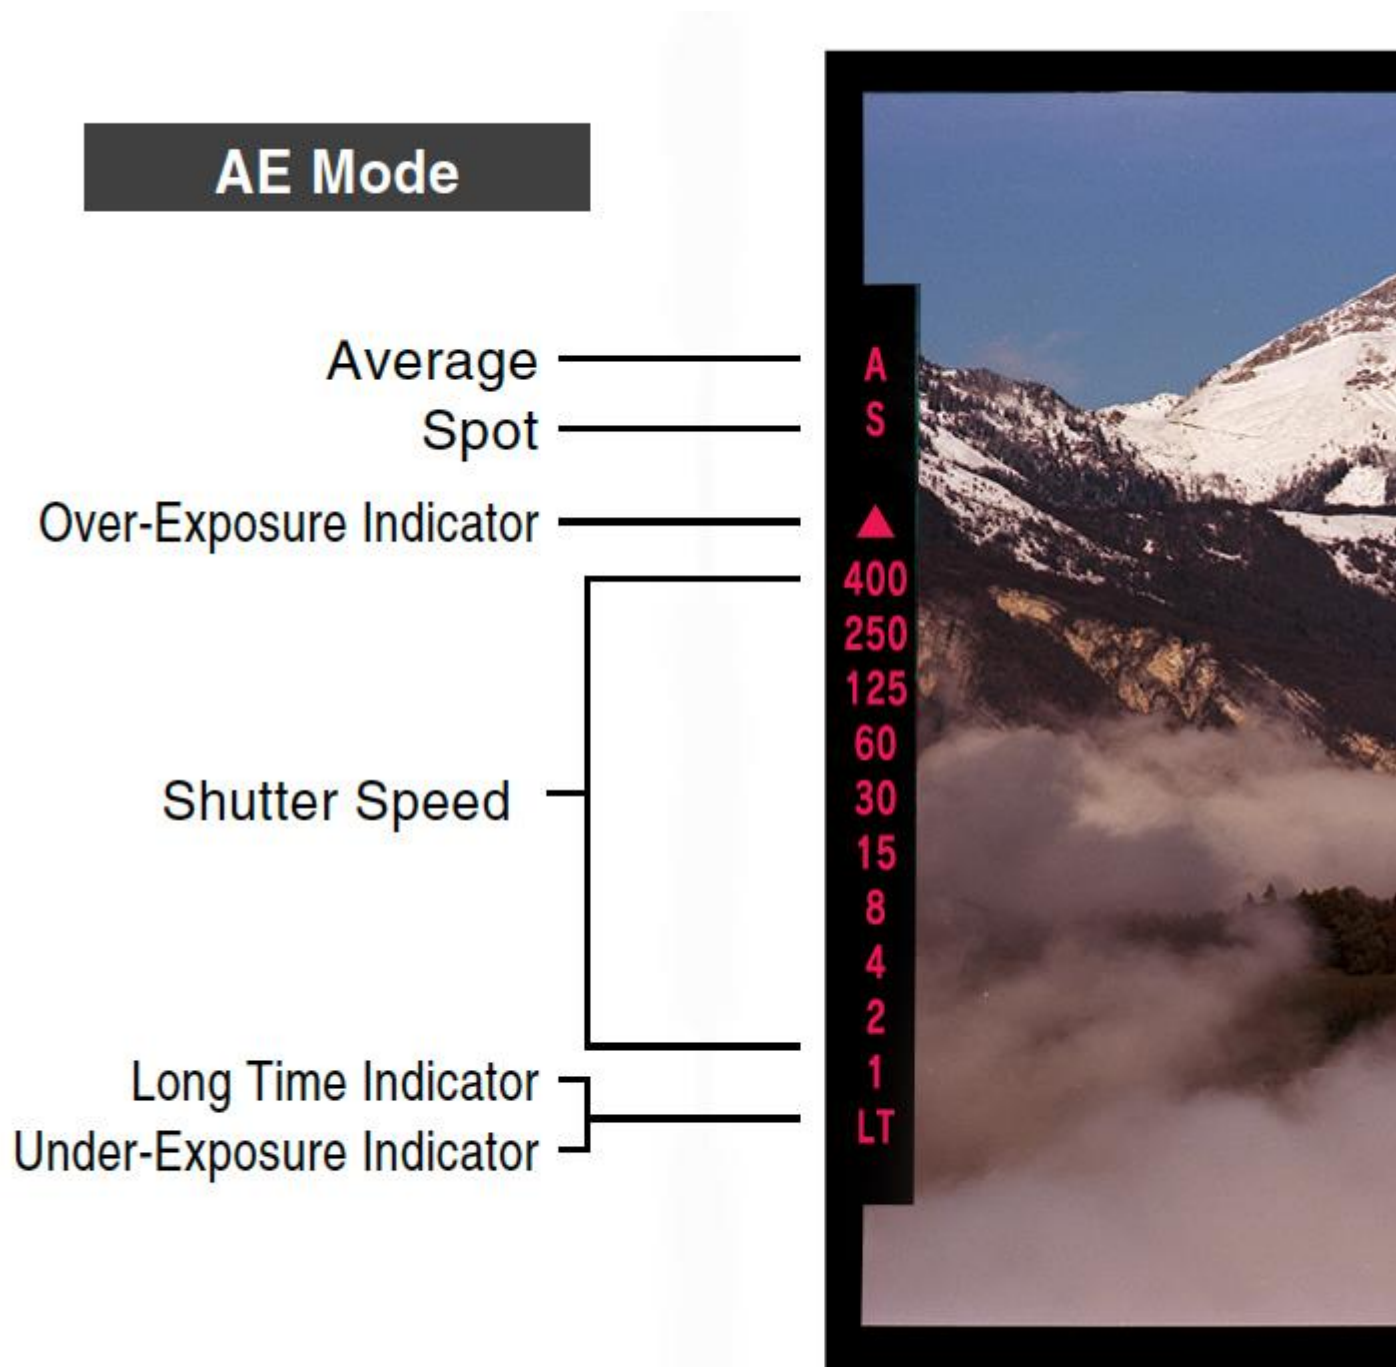 AE Mode
Average
Spot
Over-Exposure Indicator
Shutter Speed
Long Time Indicator
Under-Exposure Indicator
A
S
400
250
125
60
30
15
8
4
2
1
LT